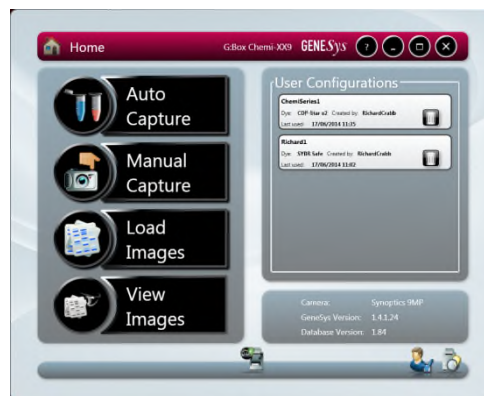 Home
G:Box Chemi-XX9 GENESys ? - □ X
Auto
Capture
Manual
Capture
Load
Images
View
Images
User Configurations
ChemiSeries1
Dye: CDP-Star x2 Created by: RichardCrabb
Last used: 17/06/2014 11:35
Richard1
Dye: SYBR Safe Created by: RichardCrabb
Last used: 17/06/2014 11:02
Camera: Synoptics 9MP
GeneSys Version: 1.4.1.24
Database Version: 1.84